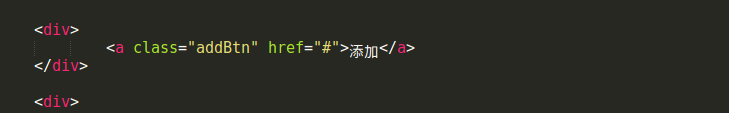 <div>
<a class="addBtn" href="#">添加</a>
</div>
<div>